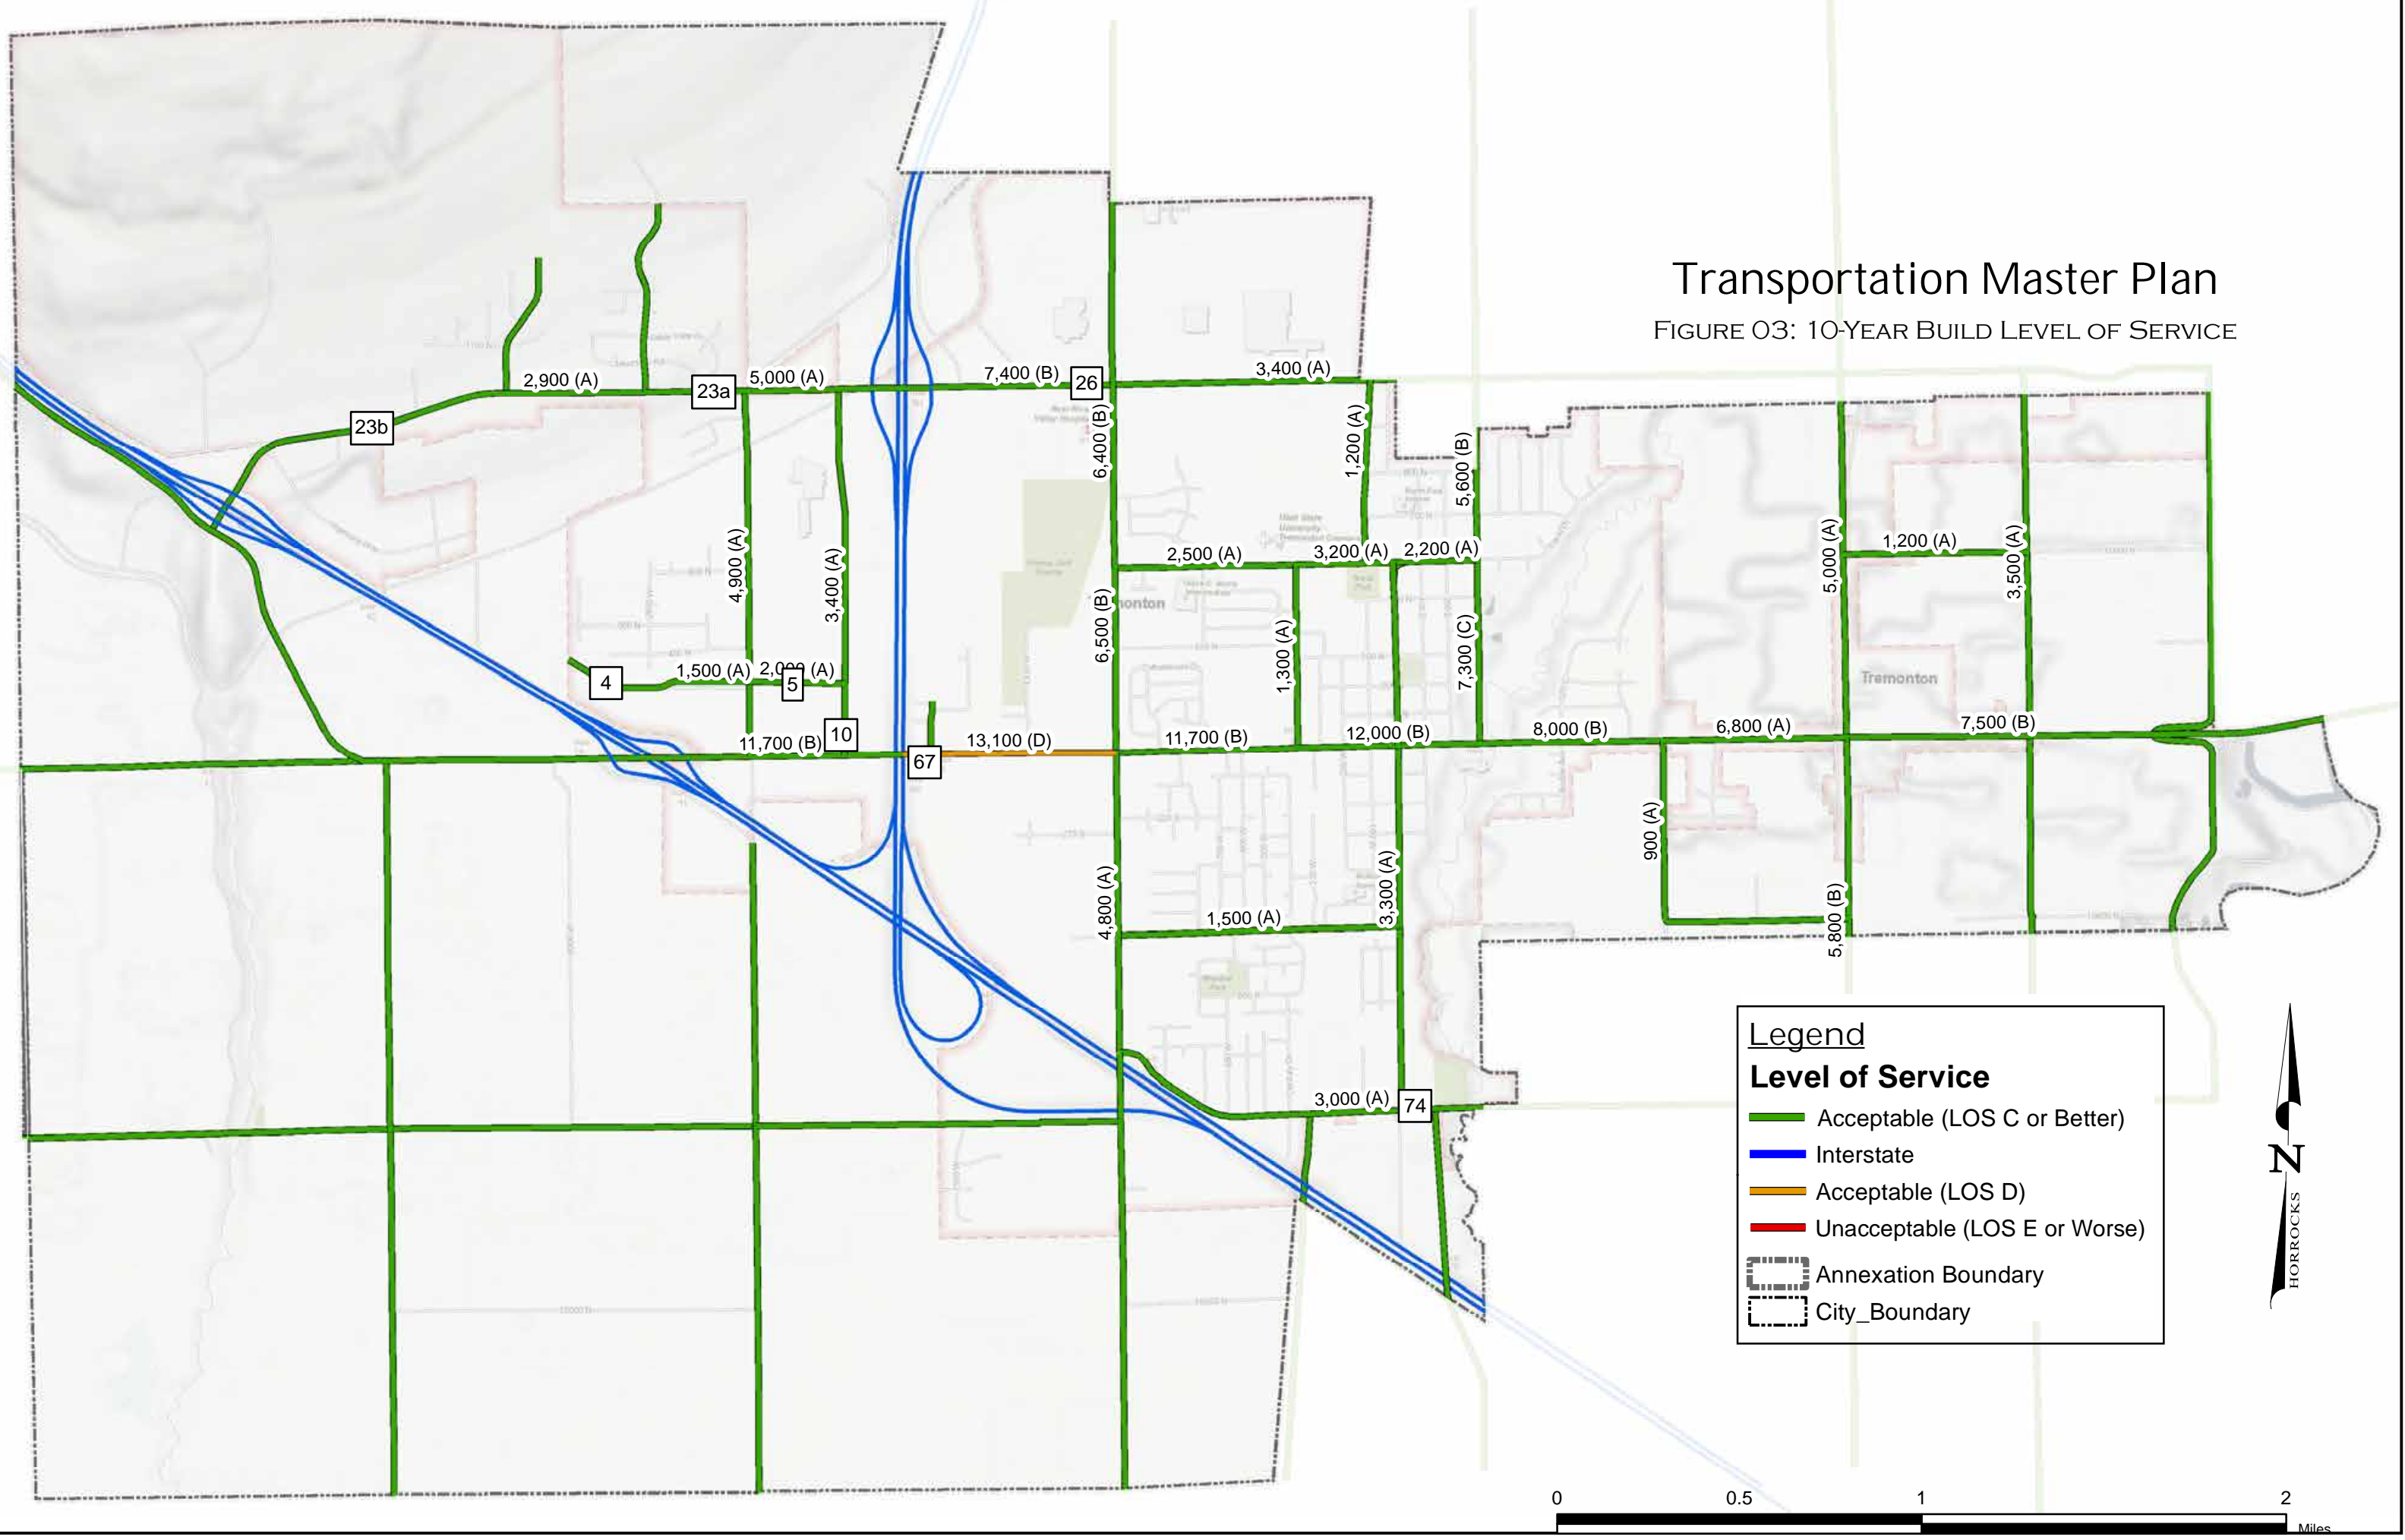 Transportation Master Plan
FIGURE 03: 10-YEAR BUILD LEVEL OF SERVICE
2,900 (A)
23a
5,000 (A)
7,400 (B)
26
3,400 (A)
23b
6,400 (B)
1,200 (A)
5,600 (B)
4,900 (A)
3,400 (A)
2,500 (A)
3,200 (A)
2,200 (A)
5,000 (A)
1,200 (A)
3,500 (A)
6,500 (B)
1,300 (A)
7,300 (C)
4
1,500 (A)
5
Tremonton
10
11,700 (B)
67
13,100 (D)
11,700 (B)
12,000 (B)
8,000 (B)
6,800 (A)
7,500 (B)
900 (A)
4,800 (A)
3,300 (A)
1,500 (A)
5,800 (B)
3,000 (A)
74
Legend
Level of Service
Acceptable (LOS C or Better)
Interstate
Acceptable (LOS D)
Unacceptable (LOS E or Worse)
Annexation Boundary
City_Boundary
N
HORROCKS
0 0.5 1 2
Miles